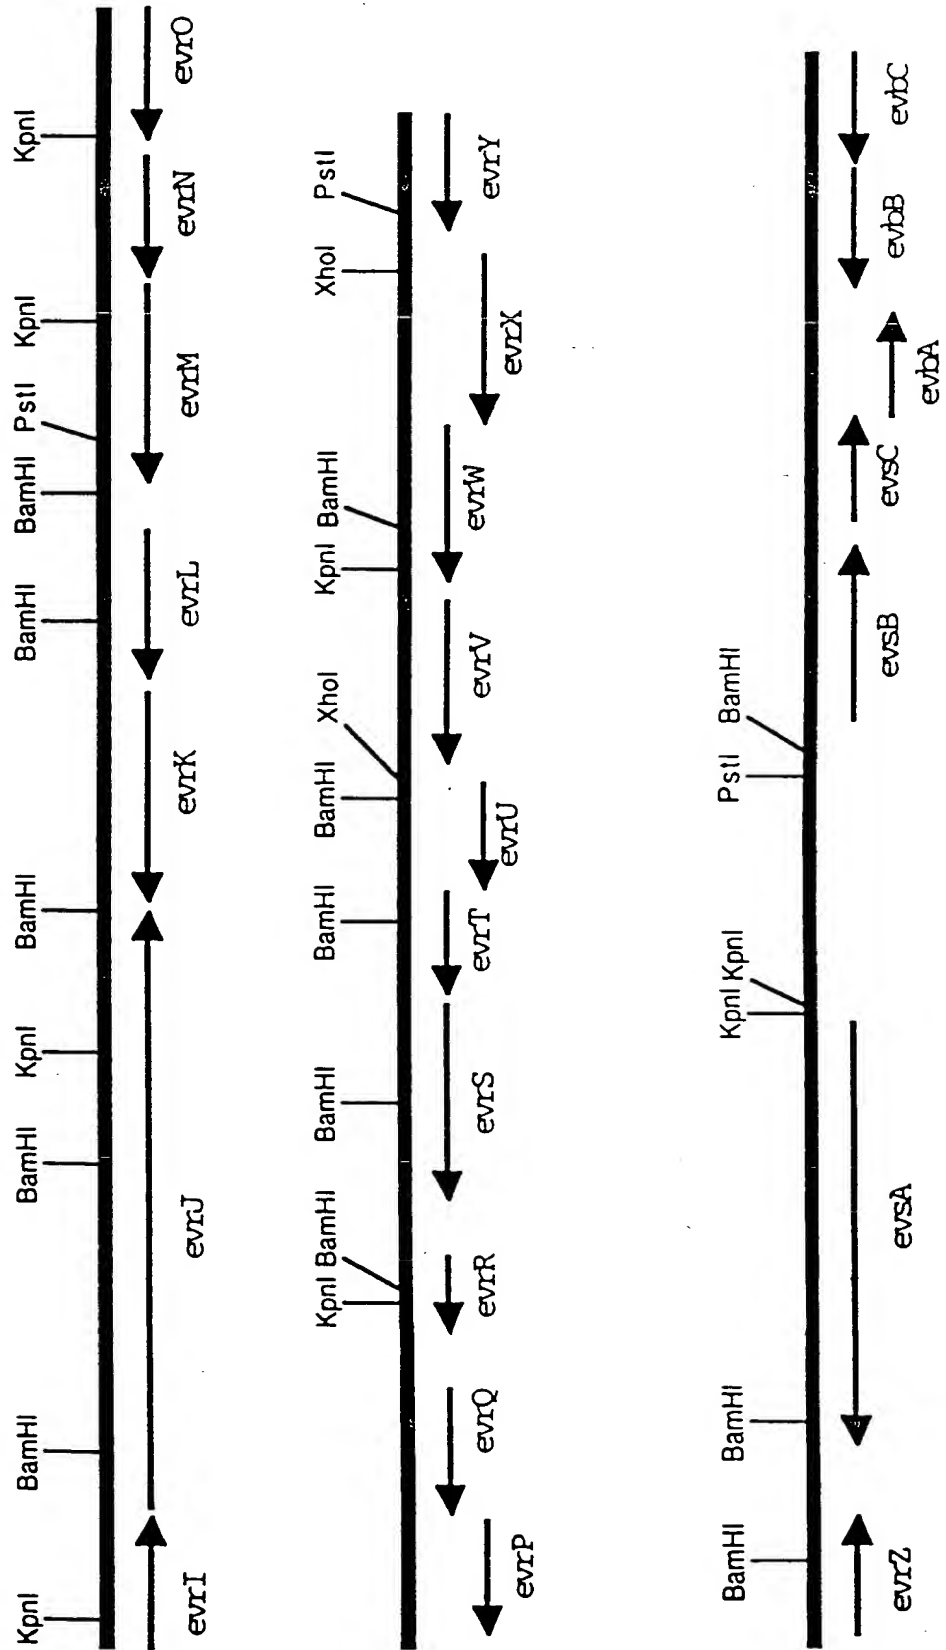 KpnI BamHI BamHI KpnI BamHI BamHI BamHI PstI KpnI KpnI
evrI evrJ evrK evrL evrM evrN evrO
KpnI BamHI BamHI BamHI BamHI XhoI KpnI BamHI XhoI PstI
evrP evrQ evrR evrS evrT evrU evrV evrW evrX evrY
BamHI BamHI KpnI KpnI PstI BamHI
evrZ evsA evsB evsC evbA evbB evbC